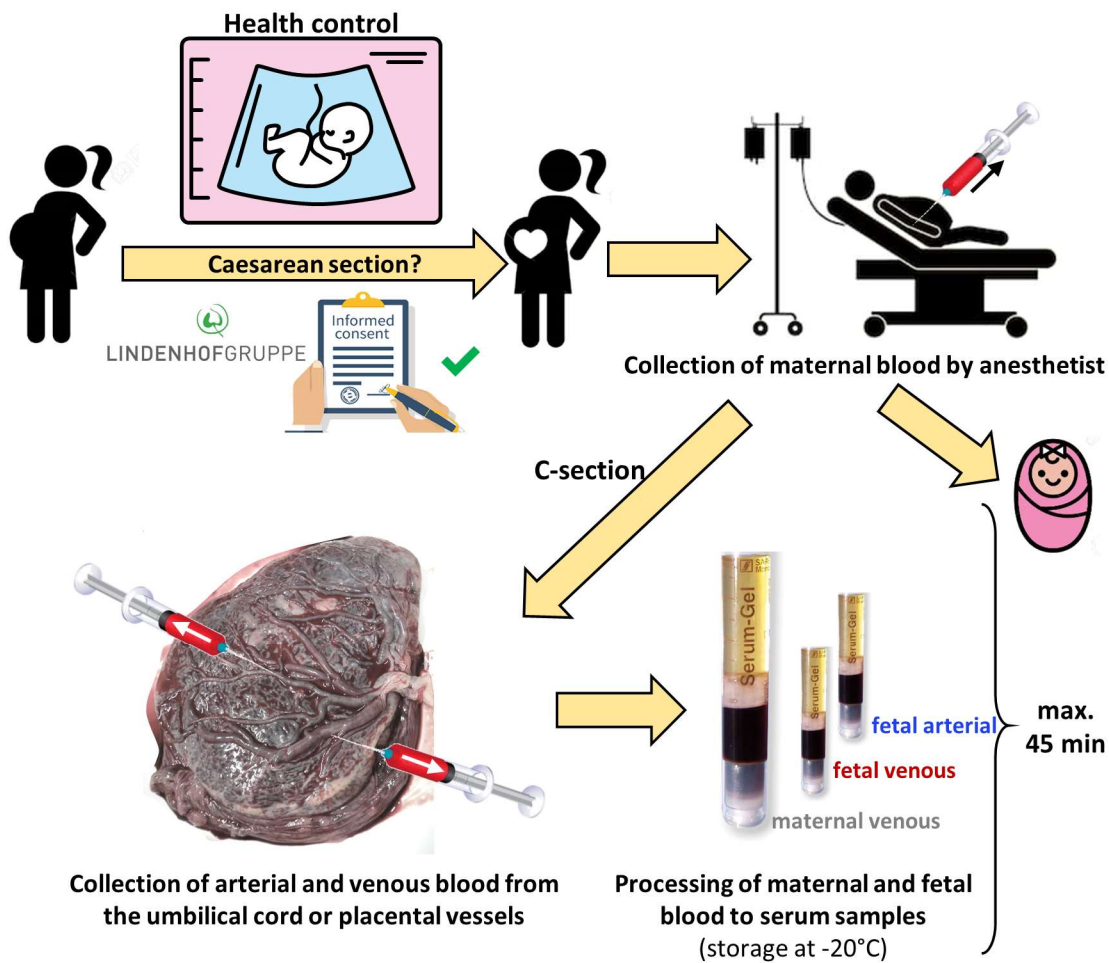 Health control
Caesarean section?
LINDENHOFGRUPPE
Informed
consent
Collection of maternal blood by anesthetist
C-section
Serum-Gel
Serum-Gel
Serum-Gel
fetal arterial
fetal venous
maternal venous
max.
45 min
Collection of arterial and venous blood from
the umbilical cord or placental vessels
Processing of maternal and fetal
blood to serum samples
(storage at -20°C)